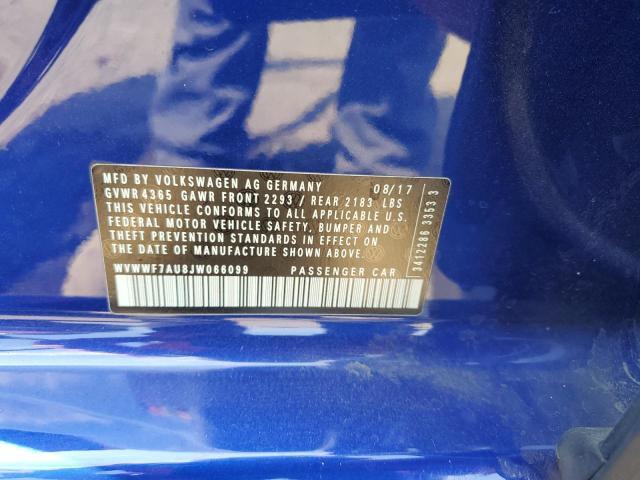 MFD BY VOLKSWAGEN AG GERMANY 08/17
GVWR 4365 GAWR FRONT 2293 / REAR 2183 LBS
THIS VEHICLE CONFORMS TO ALL APPLICABLE U.S.
FEDERAL MOTOR VEHICLE SAFETY, BUMPER AND
THEFT PREVENTION STANDARDS IN EFFECT ON
THE DATE OF MANUFACTURE SHOWN ABOVE.
WVWWF7AU8JW066099 PASSENGER CAR
3412286 3353 3